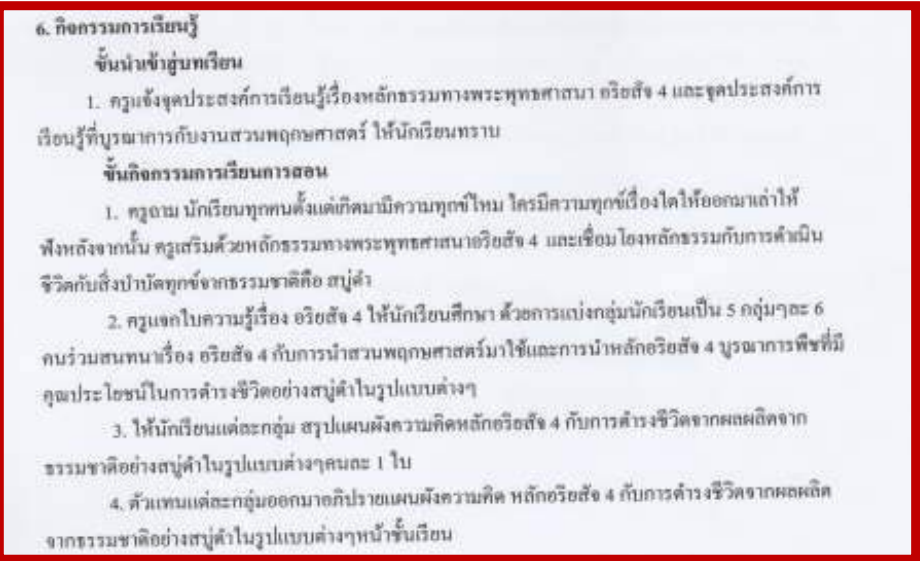 6. กิจกรรมการเรียนรู้
ขั้นนำเข้าสู่บทเรียน
1. ครูแจ้งจุดประสงค์การเรียนรู้เรื่องหลักธรรมทางพระพุทธศาสนา อริยสัจ 4 และจุดประสงค์การ
เรียนรู้ที่บูรณาการกับงานสวนพฤกษศาสตร์ ให้นักเรียนทราบ
ขั้นกิจกรรมการเรียนการสอน
1. ครูถาม นักเรียนทุกคนตั้งแต่เกิดมามีความทุกข์ไหม ใครมีความทุกข์เรื่องใดให้ออกมาเล่าให้
ฟังหลังจากนั้น ครูเสริมด้วยหลักธรรมทางพระพุทธศาสนาอริยสัจ 4 และเชื่อมโยงหลักธรรมกับการดำเนิน
ชีวิตกับสิ่งบำบัดทุกข์จากธรรมชาติคือ สบู่ดำ
2. ครูแจกใบความรู้เรื่อง อริยสัจ 4 ให้นักเรียนศึกษา ด้วยการแบ่งกลุ่มนักเรียนเป็น 5 กลุ่มๆละ 6
คนร่วมสนทนาเรื่อง อริยสัจ 4 กับการนำสวนพฤกษศาสตร์มาใช้และการนำหลักอริยสัจ 4 บูรณาการพืชที่มี
คุณประโยชน์ในการดำรงชีวิตอย่างสบู่ดำในรูปแบบต่างๆ
3. ให้นักเรียนแต่ละกลุ่ม สรุปแผนผังความคิดหลักอริยสัจ 4 กับการดำรงชีวิตจากผลผลิตจาก
ธรรมชาติอย่างสบู่ดำในรูปแบบต่างๆคนละ 1 ใบ
4. ตัวแทนแต่ละกลุ่มออกมาอภิปรายแผนผังความคิด หลักอริยสัจ 4 กับการดำรงชีวิตจากผลผลิต
จากธรรมชาติอย่างสบู่ดำในรูปแบบต่างๆหน้าชั้นเรียน